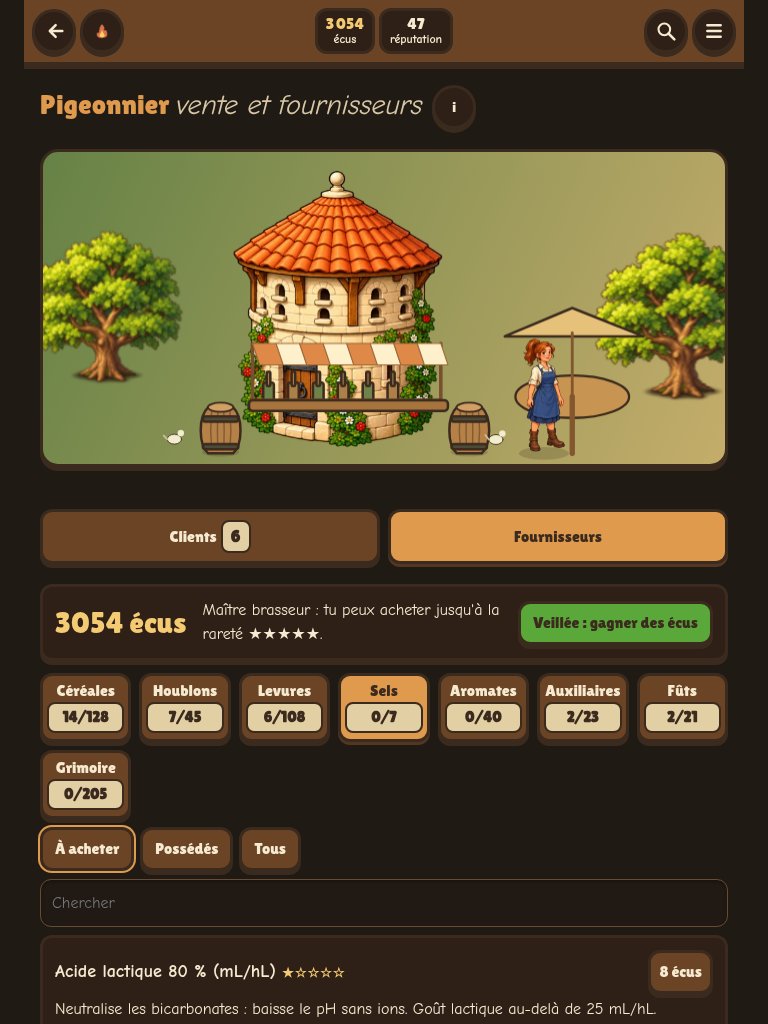 3 054
écus
47
réputation
Pigeonnier vente et fournisseurs
i
Clients 6
Fournisseurs
3054 écus
Maître brasseur : tu peux acheter jusqu'à la
rareté ★★★★★.
Veillée : gagner des écus
Céréales
14/128
Houblons
7/45
Levures
6/108
Sels
0/7
Aromates
0/40
Auxiliaires
2/23
Fûts
2/21
Grimoire
0/205
À acheter
Possédés
Tous
Chercher
Acide lactique 80 % (mL/hL) ★☆☆☆☆
8 écus
Neutralise les bicarbonates : baisse le pH sans ions. Goût lactique au-delà de 25 mL/hL.